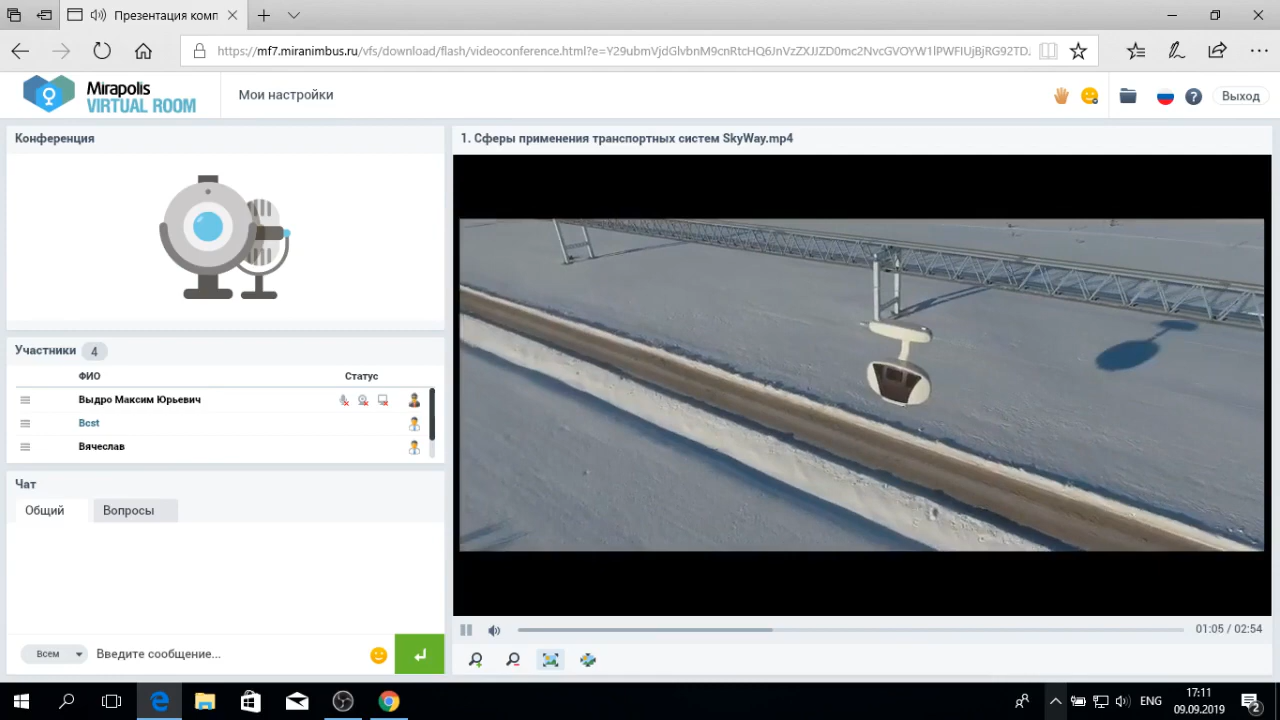 Презентация комп
https://mf7.miranimbus.ru/vfs/download/flash/videoconference.html?e=Y29ubmVjdGlvbnM9cnRtcHQ6JnVzZXJJZD0mc2NvcGVOYW1lPWFIUjBjRG92TDJ.
Mirapolis
VIRTUAL ROOM
Мои настройки
Выход
Конференция
1. Сферы применения транспортных систем SkyWay.mp4
Участники 4
ФИО Статус
Выдро Максим Юрьевич
Bcst
Вячеслав
Чат
Общий Вопросы
Всем Введите сообщение...
01:05 / 02:54
ENG
17:11
09.09.2019
2